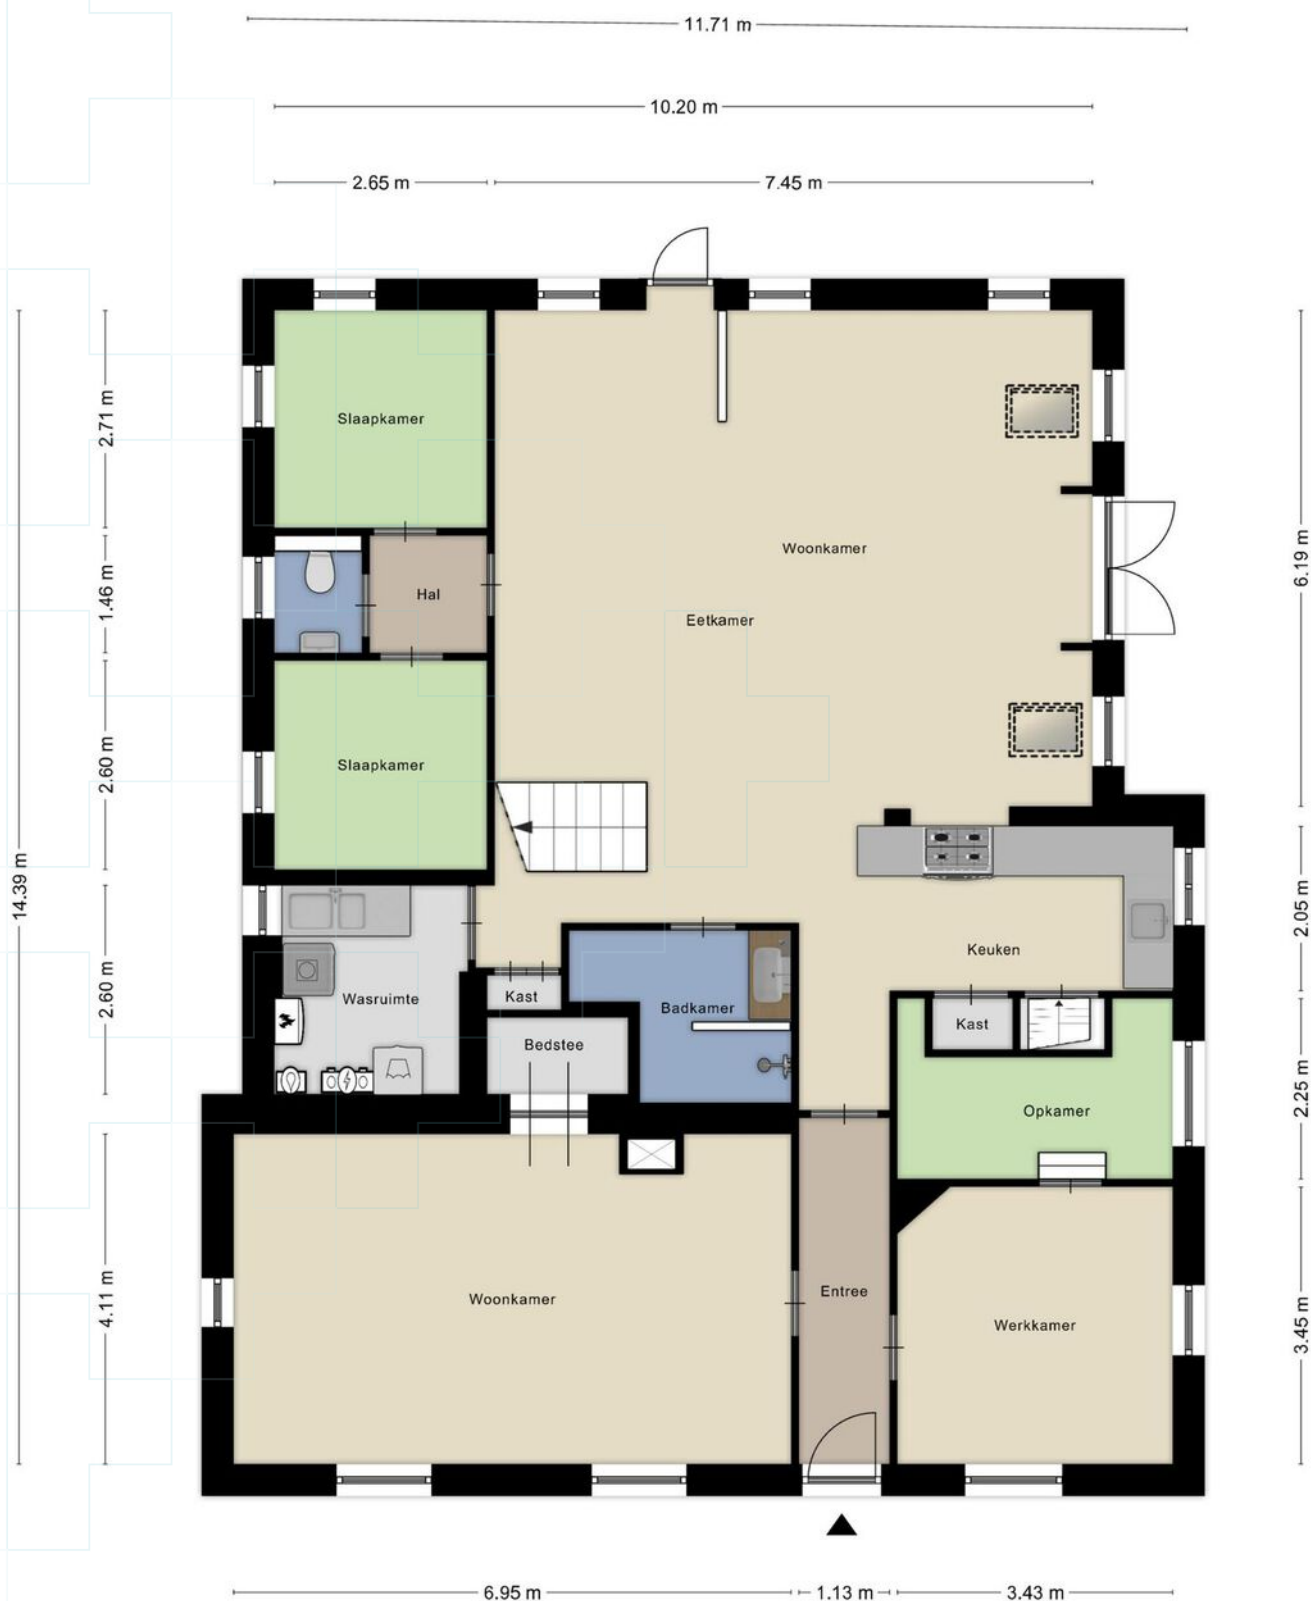 11.71 m
10.20 m
2.65 m
7.45 m
Slaapkamer
2.71 m
Woonkamer
6.19 m
Hal
1.46 m
Eetkamer
Slaapkamer
2.60 m
14.39 m
2.05 m
Keuken
Wasruimte
Kast
Badkamer
2.60 m
Kast
Bedstee
Opkamer
2.25 m
Entree
Woonkamer
4.11 m
Werkkamer
3.45 m
6.95 m
1.13 m
3.43 m